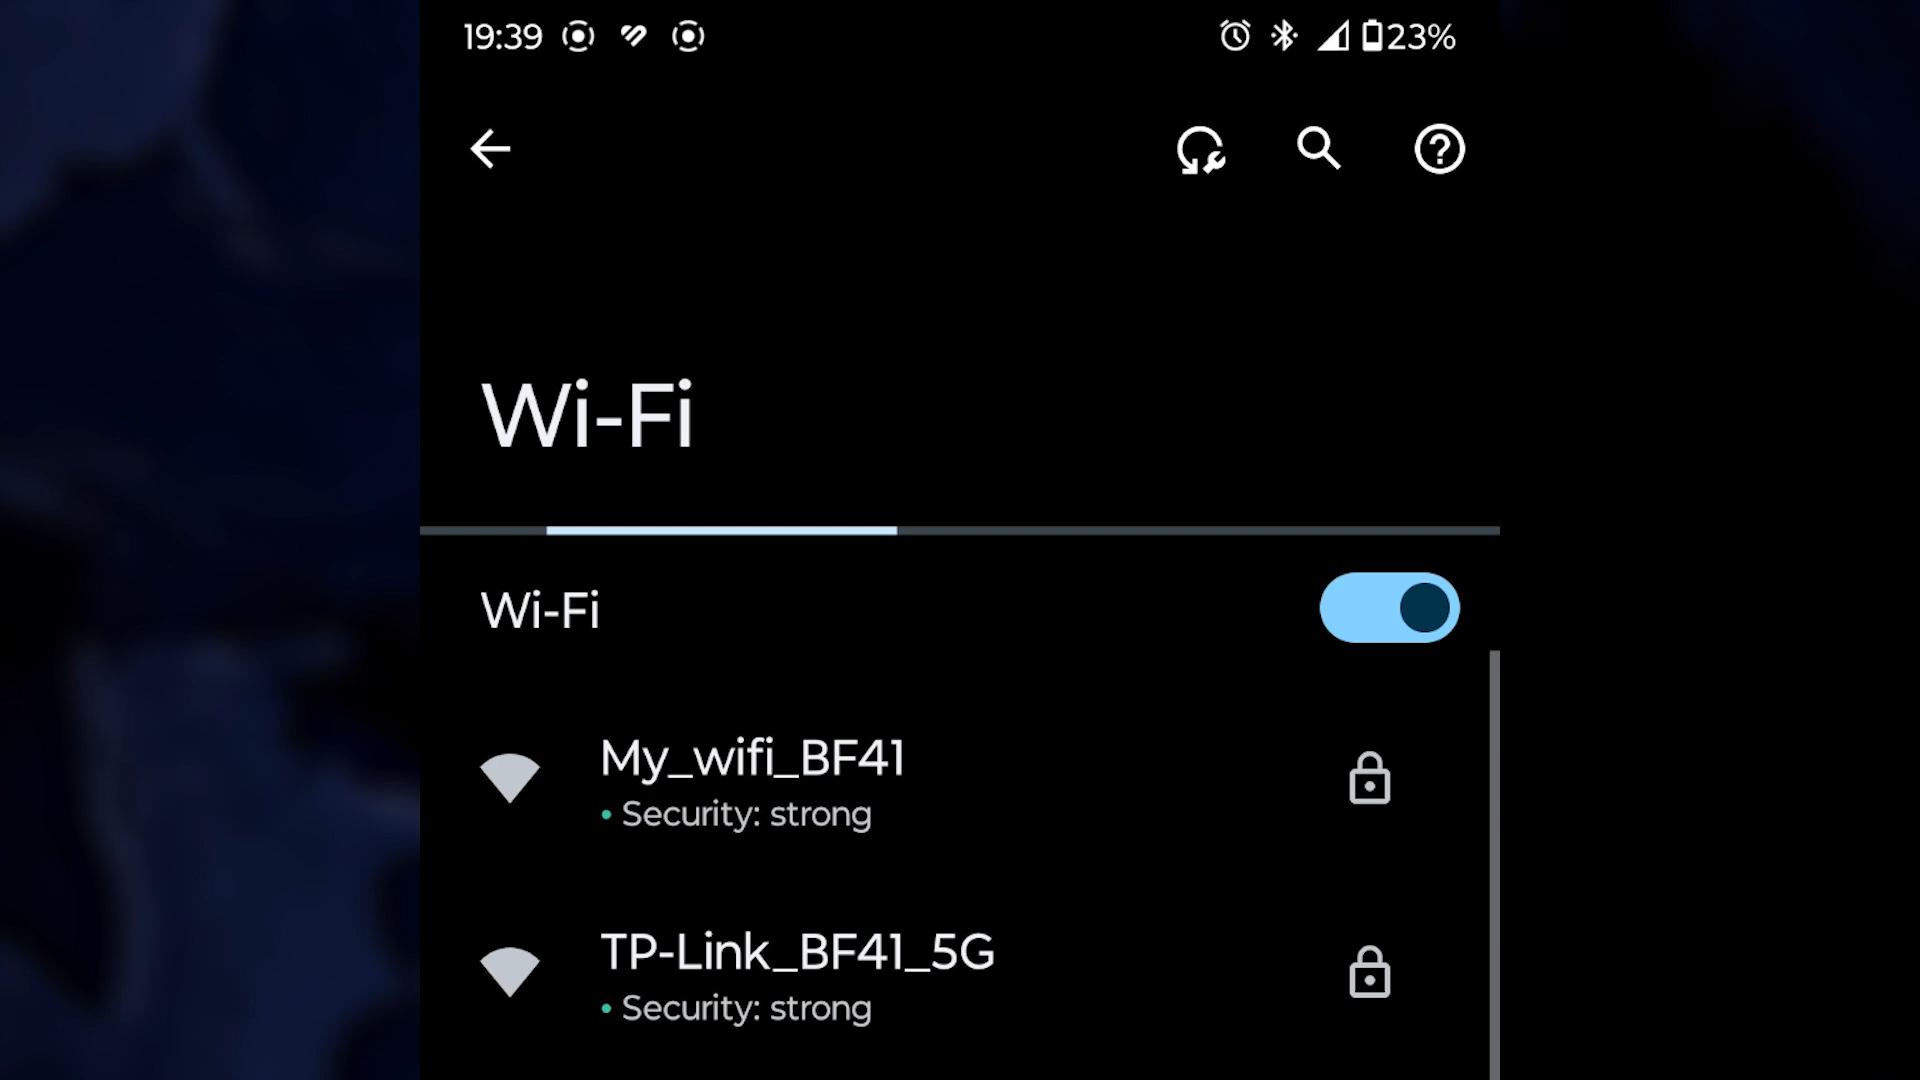 19:39 23%
Wi-Fi
Wi-Fi
My_wifi_BF41
• Security: strong
TP-Link_BF41_5G
• Security: strong